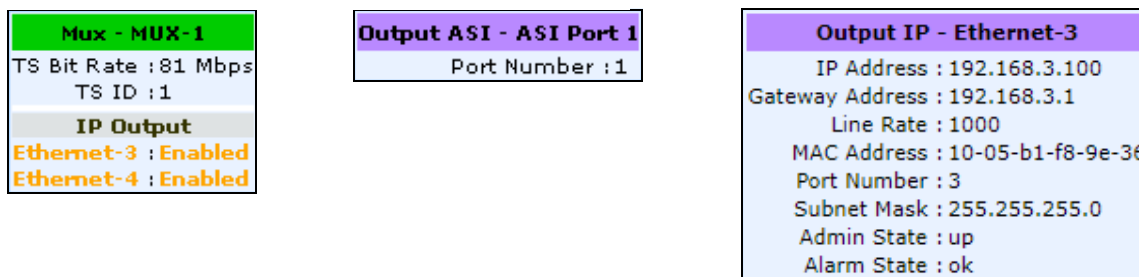 Mux - MUX-1
TS Bit Rate : 81 Mbps
TS ID : 1
IP Output
Ethernet-3 : Enabled
Ethernet-4 : Enabled
Output ASI - ASI Port 1
Port Number : 1
Output IP - Ethernet-3
IP Address : 192.168.3.100
Gateway Address : 192.168.3.1
Line Rate : 1000
MAC Address : 10-05-b1-f8-9e-36
Port Number : 3
Subnet Mask : 255.255.255.0
Admin State : up
Alarm State : ok